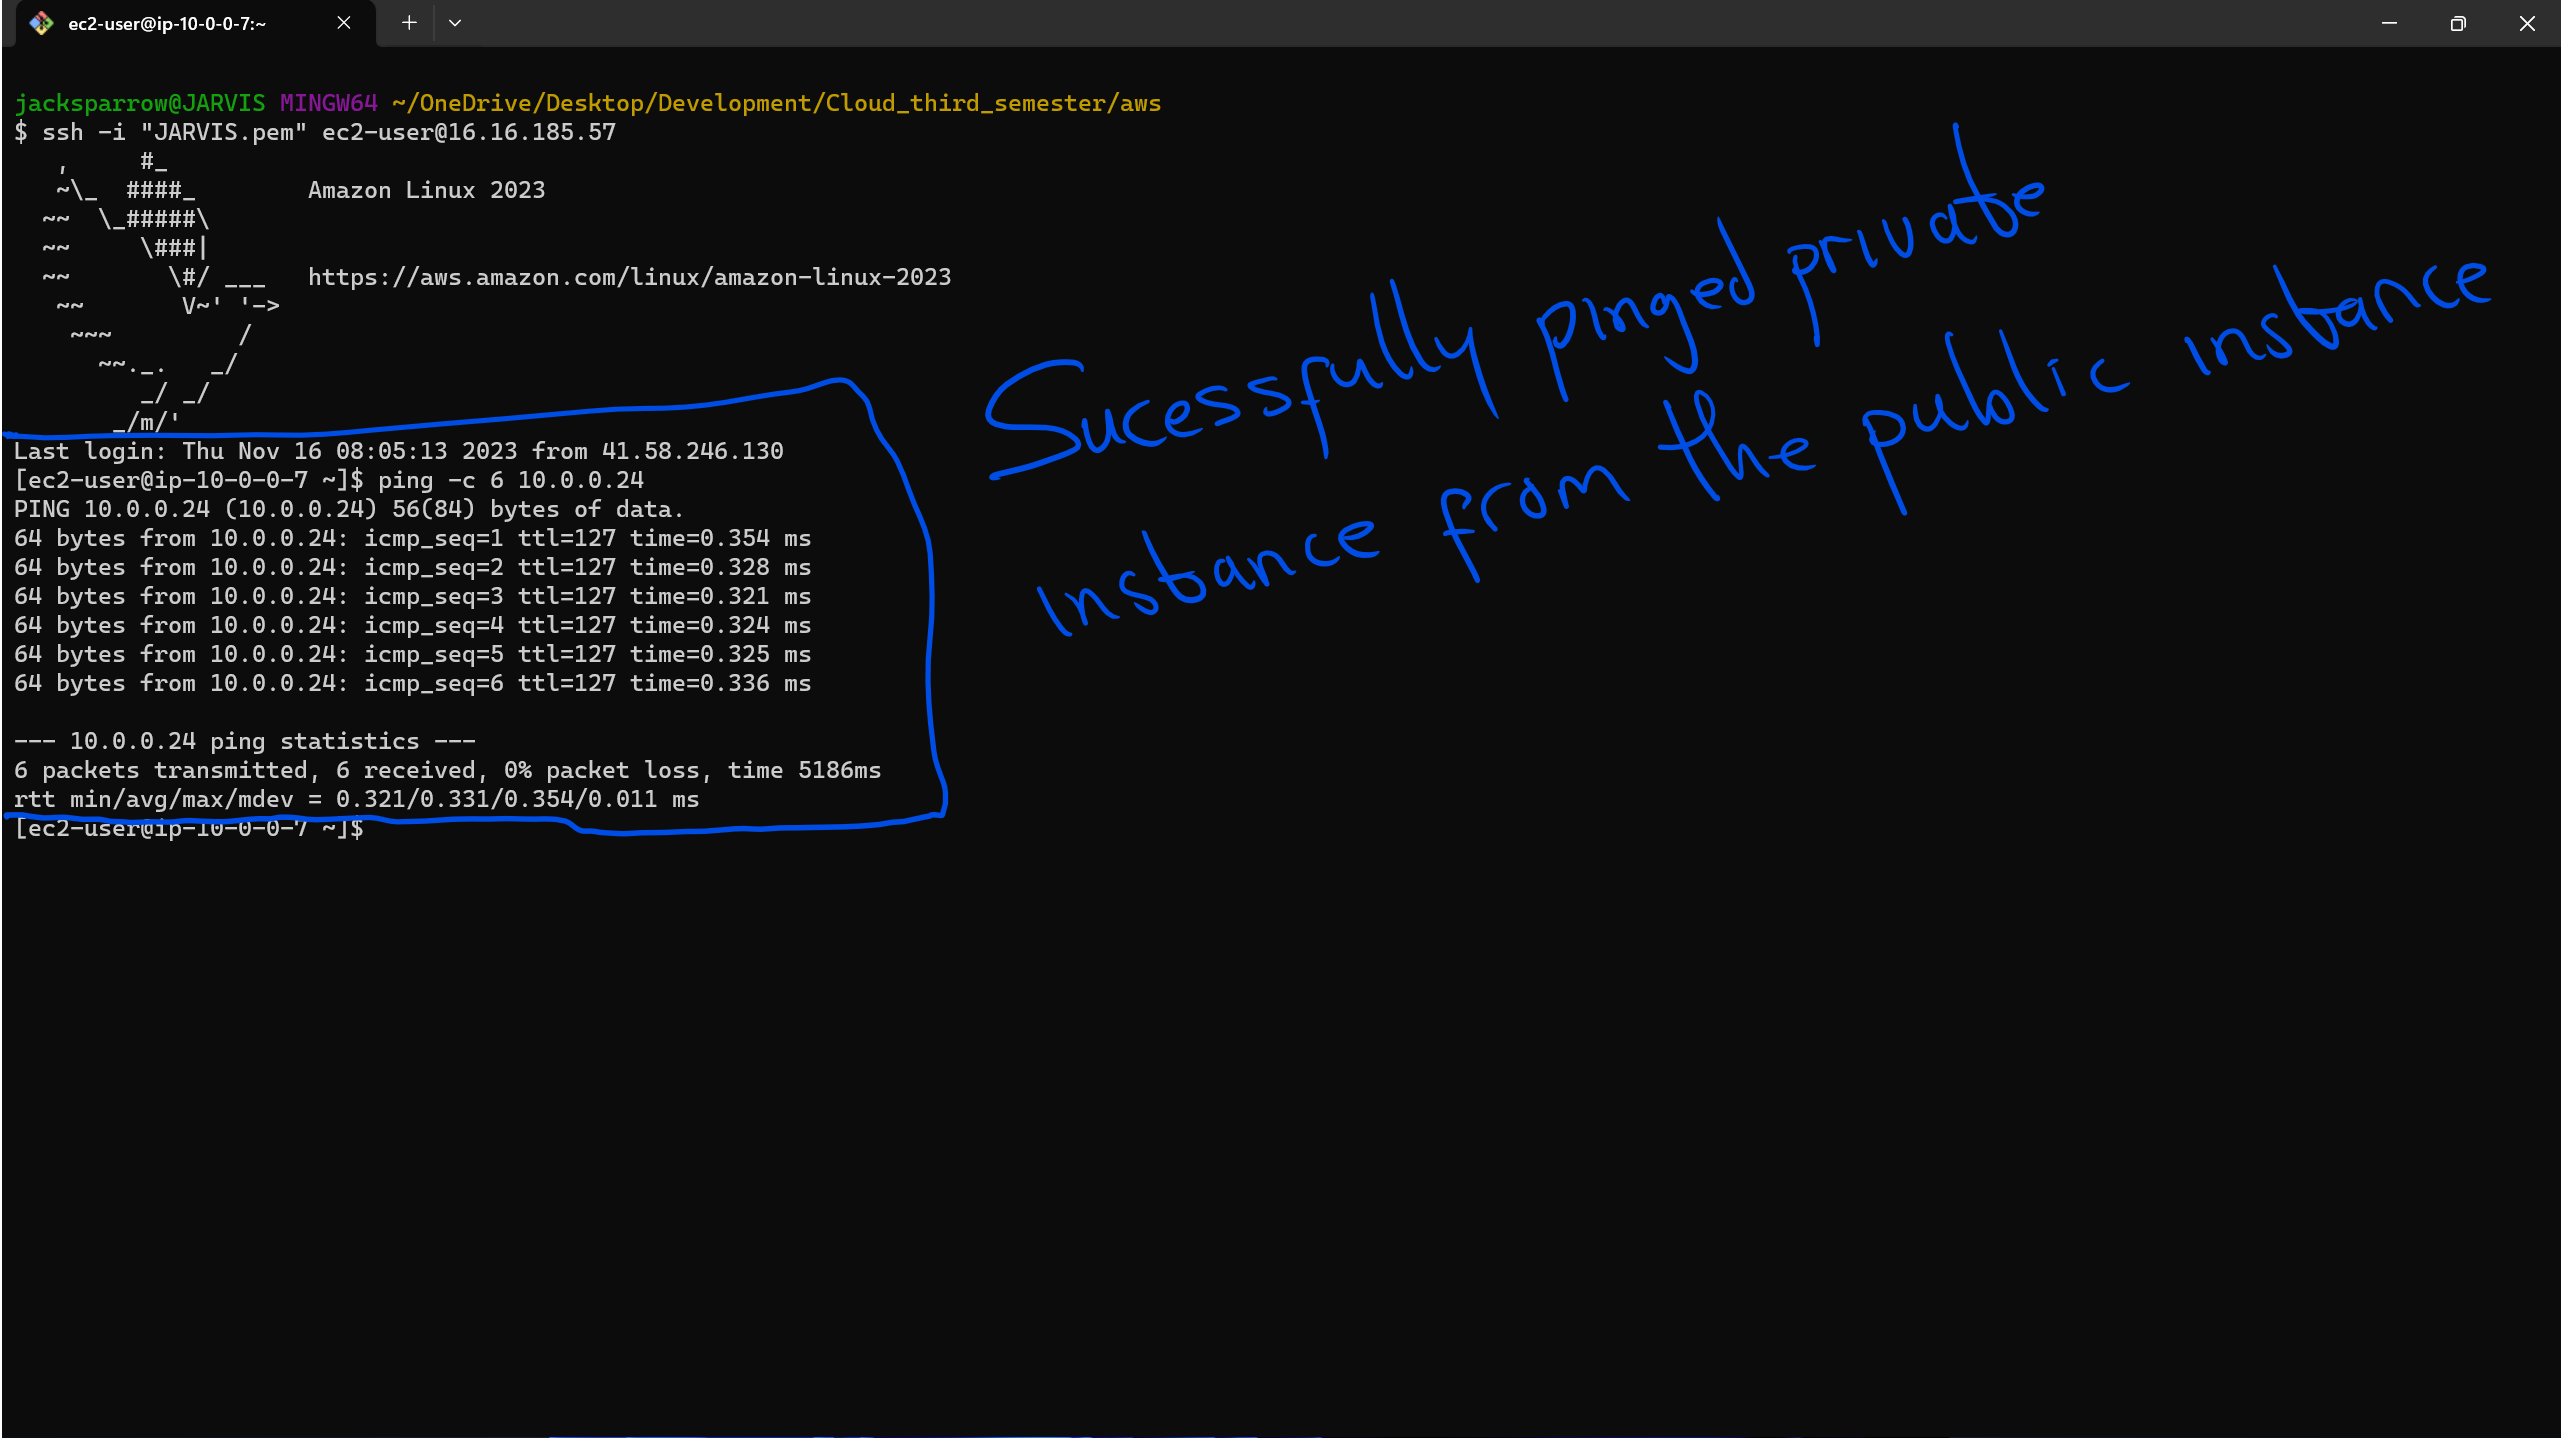 ec2-user@ip-10-0-0-7:~
jacksparrow@JARVIS MINGW64 ~/OneDrive/Desktop/Development/Cloud_third_semester/aws
$ ssh -i "JARVIS.pem" ec2-user@16.16.185.57
   ,     #_
   ~\_  ####_        Amazon Linux 2023
  ~~  \_#####\
  ~~     \###|
  ~~       \#/ ___   https://aws.amazon.com/linux/amazon-linux-2023
   ~~       V~' '->
    ~~~         /
      ~~._.   _/
         _/ _/
       _/m/'
Last login: Thu Nov 16 08:05:13 2023 from 41.58.246.130
[ec2-user@ip-10-0-0-7 ~]$ ping -c 6 10.0.0.24
PING 10.0.0.24 (10.0.0.24) 56(84) bytes of data.
64 bytes from 10.0.0.24: icmp_seq=1 ttl=127 time=0.354 ms
64 bytes from 10.0.0.24: icmp_seq=2 ttl=127 time=0.328 ms
64 bytes from 10.0.0.24: icmp_seq=3 ttl=127 time=0.321 ms
64 bytes from 10.0.0.24: icmp_seq=4 ttl=127 time=0.324 ms
64 bytes from 10.0.0.24: icmp_seq=5 ttl=127 time=0.325 ms
64 bytes from 10.0.0.24: icmp_seq=6 ttl=127 time=0.336 ms
--- 10.0.0.24 ping statistics ---
6 packets transmitted, 6 received, 0% packet loss, time 5186ms
rtt min/avg/max/mdev = 0.321/0.331/0.354/0.011 ms
[ec2-user@ip-10-0-0-7 ~]$
Sucessfully pinged private
instance from the public instance